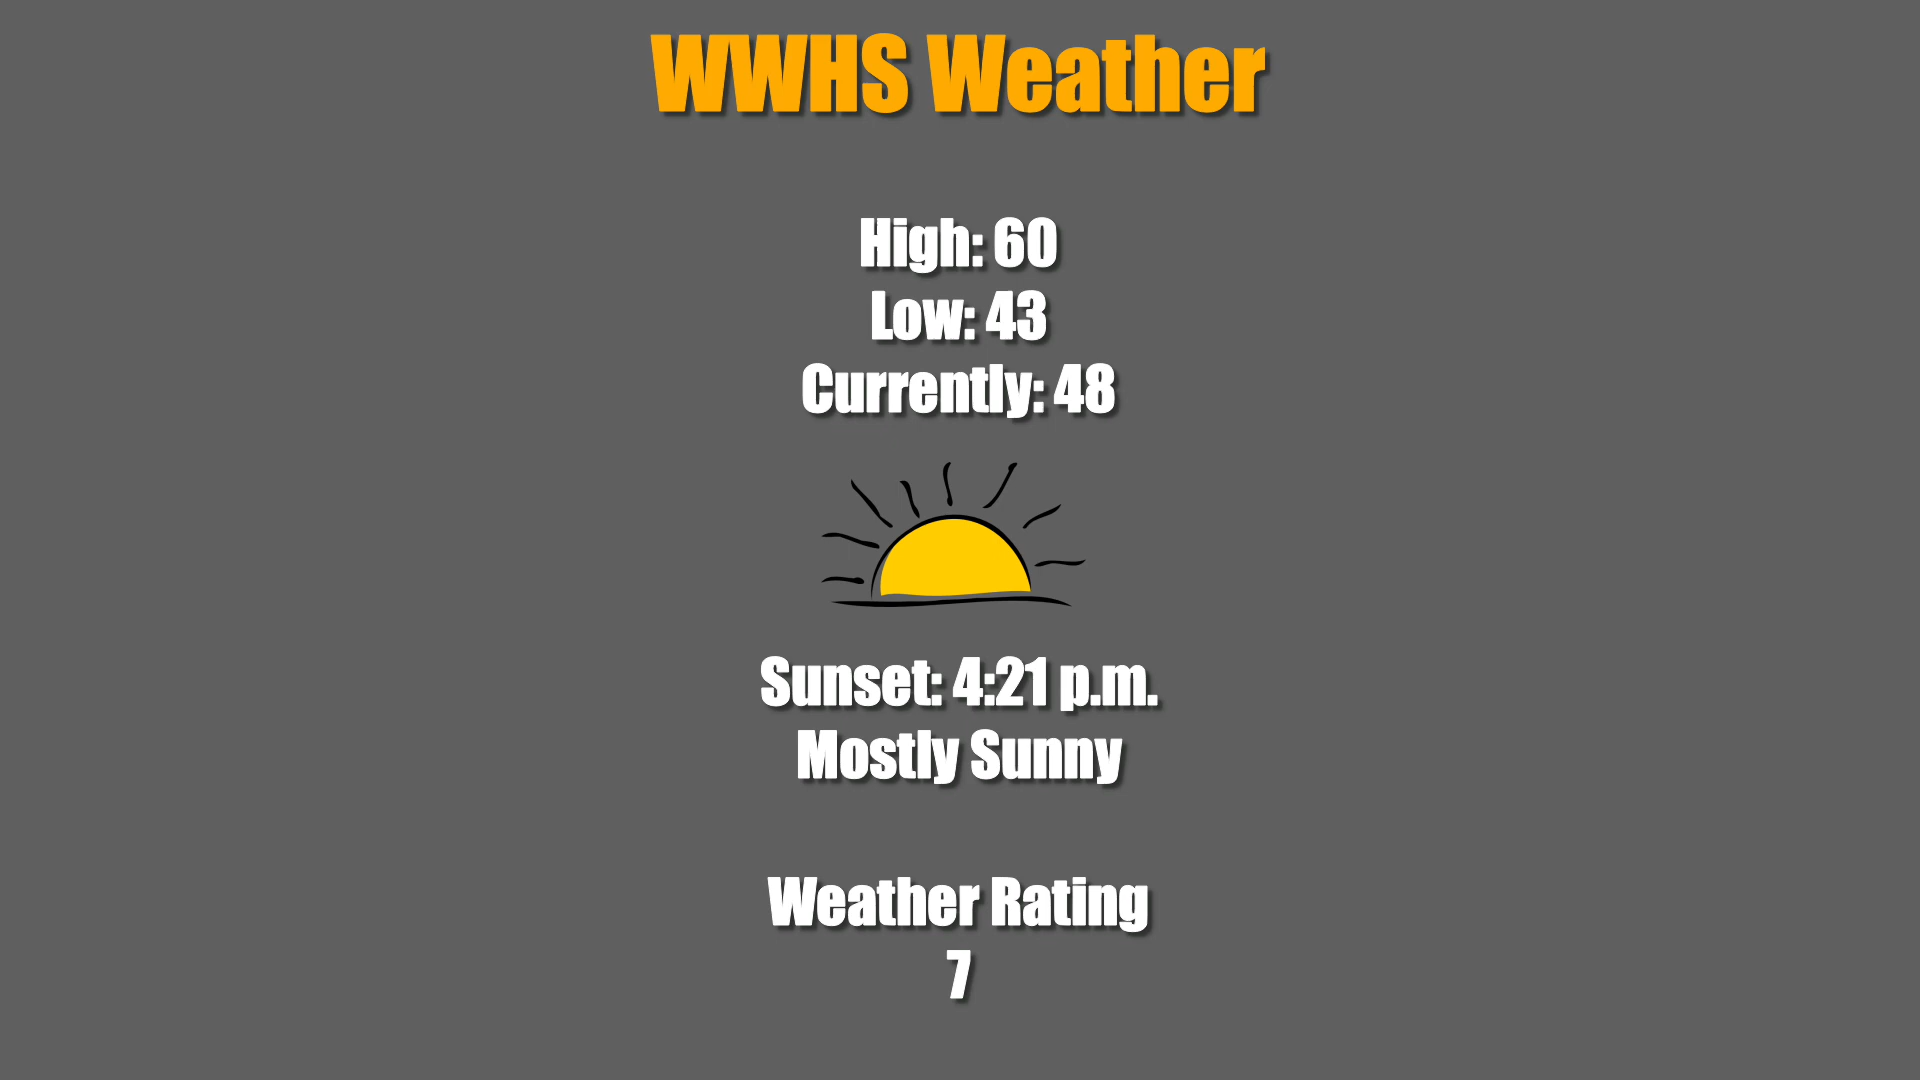 WWHS Weather
High: 60
Low: 43
Currently: 48
Sunset: 4:21 p.m.
Mostly Sunny
Weather Rating
7